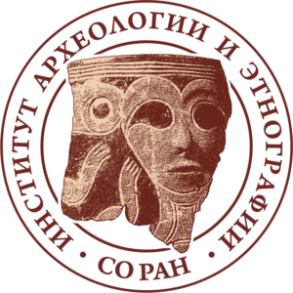 ИНСТИТУТ АРХЕОЛОГИИ И ЭТНОГРАФИИ
· СО РАН ·